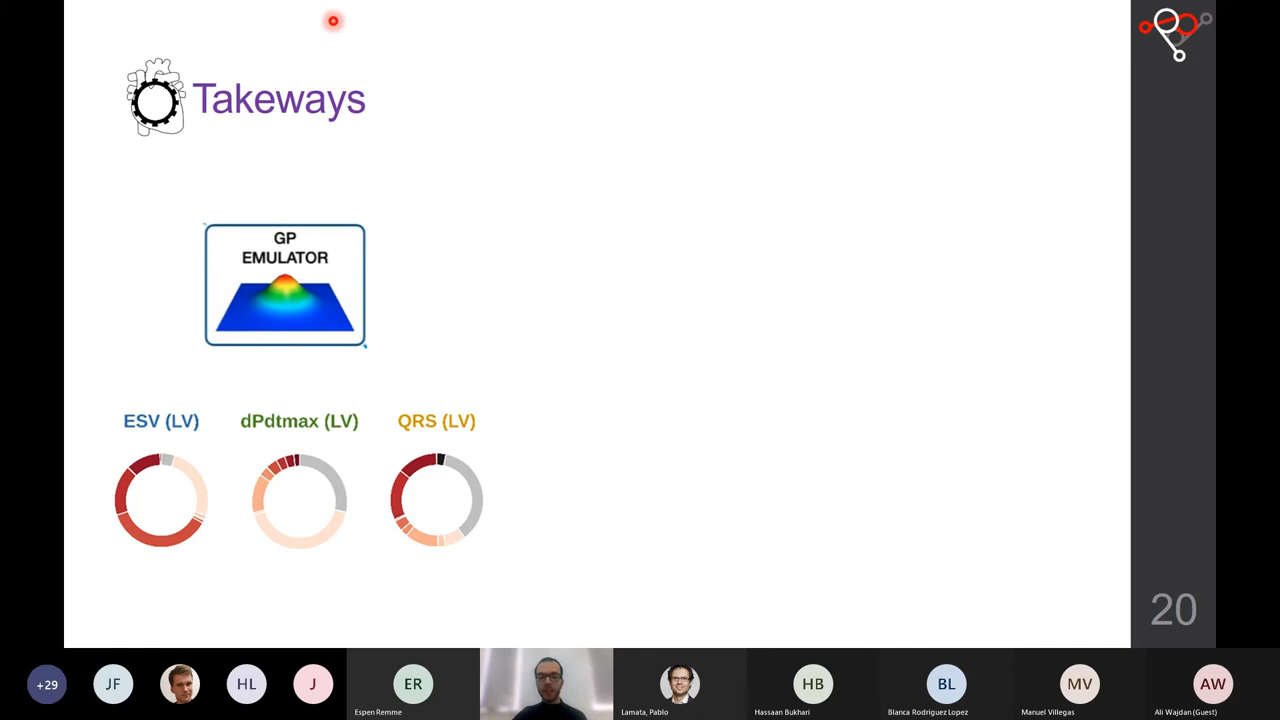 Takeways
GP
EMULATOR
ESV (LV)
dPdtmax (LV)
QRS (LV)
20
+29
JF
HL
J
ER
Espen Remme
Lamata, Pablo
HB
Hassaan Bukhari
BL
Blanca Rodriguez Lopez
MV
Manuel Villegas
AW
Ali Wajdan (Guest)